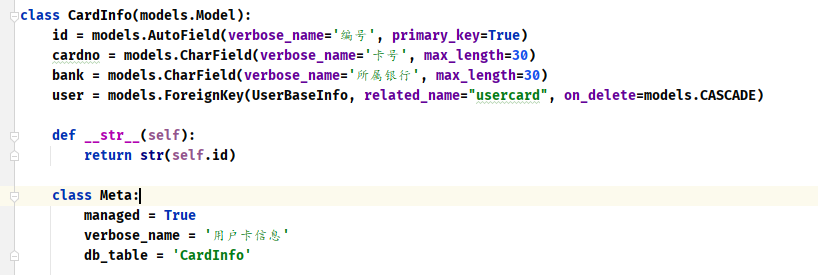 class CardInfo(models.Model):
    id = models.AutoField(verbose_name='编号', primary_key=True)
    cardno = models.CharField(verbose_name='卡号', max_length=30)
    bank = models.CharField(verbose_name='所属银行', max_length=30)
    user = models.ForeignKey(UserBaseInfo, related_name="usercard", on_delete=models.CASCADE)
    def __str__(self):
        return str(self.id)
    class Meta:
        managed = True
        verbose_name = '用户卡信息'
        db_table = 'CardInfo'